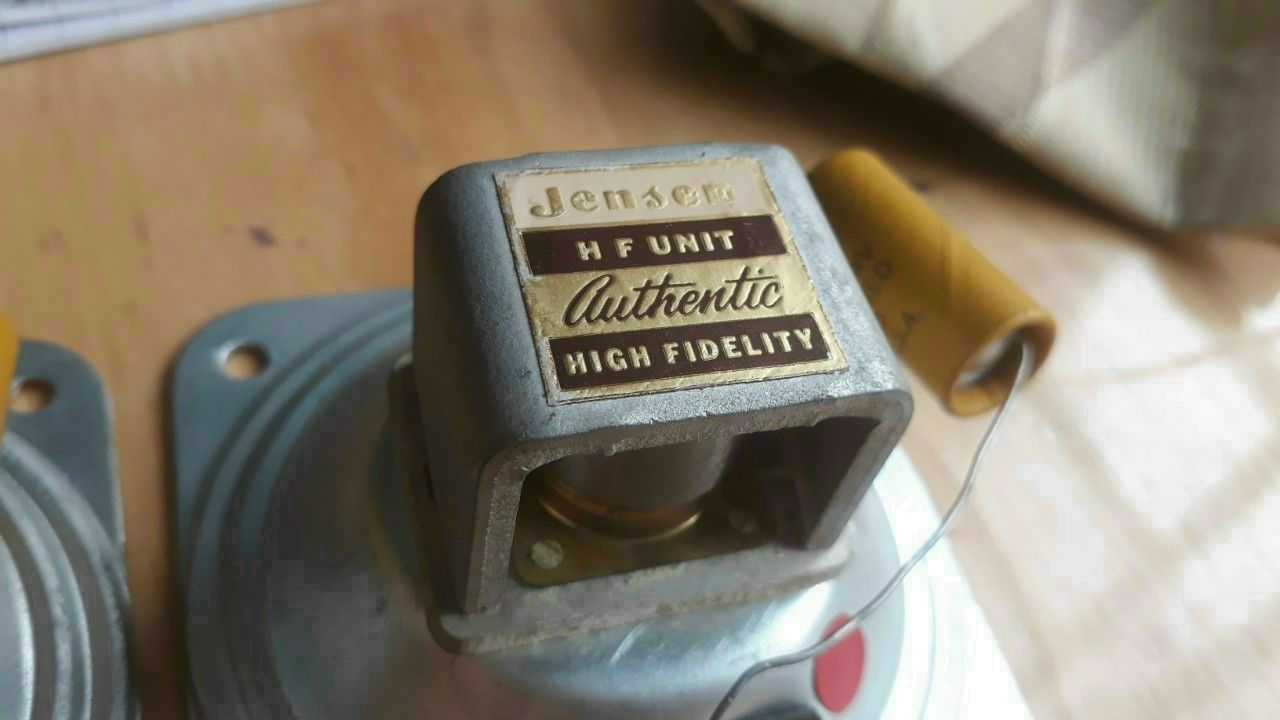 Jensen
H F UNIT
Authentic
HIGH FIDELITY